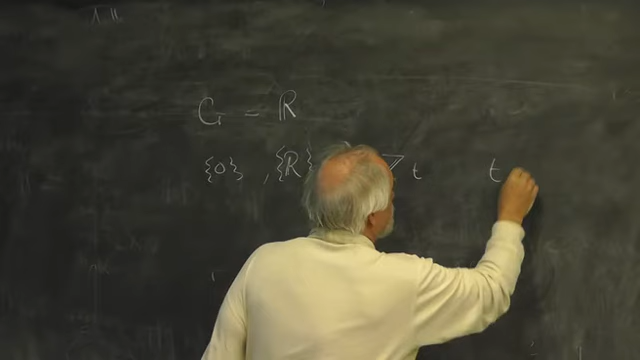 G = ℝ
{0}, {ℝ} ℤ t t